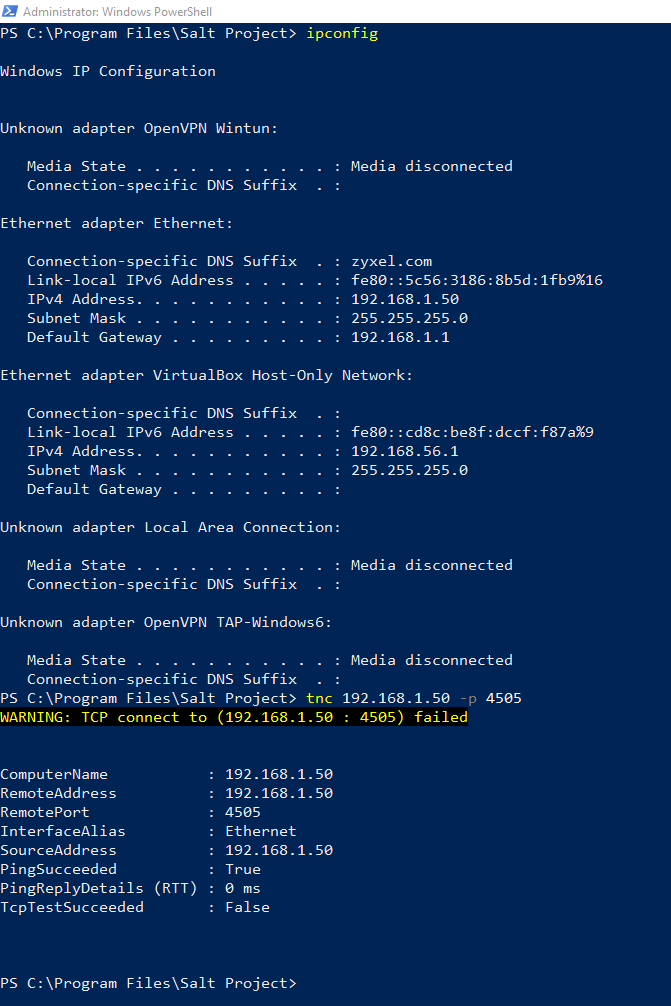 Administrator: Windows PowerShell
PS C:\Program Files\Salt Project> ipconfig
Windows IP Configuration
Unknown adapter OpenVPN Wintun:
   Media State . . . . . . . . . . . : Media disconnected
   Connection-specific DNS Suffix  . :
Ethernet adapter Ethernet:
   Connection-specific DNS Suffix  . : zyxel.com
   Link-local IPv6 Address . . . . . : fe80::5c56:3186:8b5d:1fb9%16
   IPv4 Address. . . . . . . . . . . : 192.168.1.50
   Subnet Mask . . . . . . . . . . . : 255.255.255.0
   Default Gateway . . . . . . . . . : 192.168.1.1
Ethernet adapter VirtualBox Host-Only Network:
   Connection-specific DNS Suffix  . :
   Link-local IPv6 Address . . . . . : fe80::cd8c:be8f:dccf:f87a%9
   IPv4 Address. . . . . . . . . . . : 192.168.56.1
   Subnet Mask . . . . . . . . . . . : 255.255.255.0
   Default Gateway . . . . . . . . . :
Unknown adapter Local Area Connection:
   Media State . . . . . . . . . . . : Media disconnected
   Connection-specific DNS Suffix  . :
Unknown adapter OpenVPN TAP-Windows6:
   Media State . . . . . . . . . . . : Media disconnected
   Connection-specific DNS Suffix  . :
PS C:\Program Files\Salt Project> tnc 192.168.1.50 -p 4505
WARNING: TCP connect to (192.168.1.50 : 4505) failed
ComputerName           : 192.168.1.50
RemoteAddress          : 192.168.1.50
RemotePort             : 4505
InterfaceAlias         : Ethernet
SourceAddress          : 192.168.1.50
PingSucceeded          : True
PingReplyDetails (RTT) : 0 ms
TcpTestSucceeded       : False
PS C:\Program Files\Salt Project>